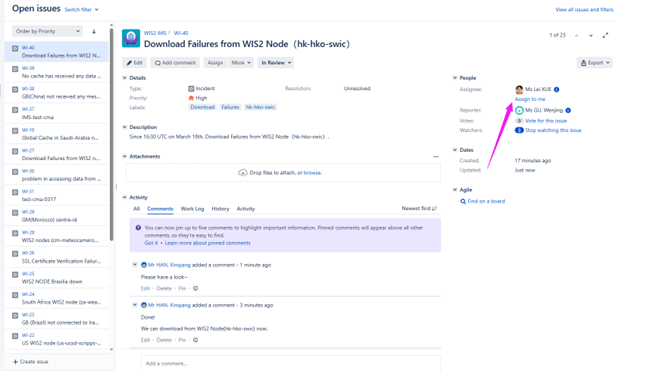 Open issues
Switch filter
View all issues and filters
Order by Priority
WI-40
Download Failures from WIS2 N...
WI-39
No cache has received any data ...
WI-38
GB(China) not received any mes...
WI-37
IMS-test-cma
WI-10
Global Cache in Saudi-Arabia n...
WI-27
Download Failures from WIS2 n...
WI-30
problem in accessing data from ...
WI-31
test-cma-0317
WI-29
GM(Morocco) centre-id
WI-28
WIS2 nodes (cm-meteocamero...
WI-26
SSL Certificate Verification Failur...
WI-25
WIS2 NODE Brasilia down
WI-24
South Africa WIS2 node (za-wea...
WI-23
GB (Brazil) not connected to Ira...
WI-22
US WIS2 node (us-ucsd-scripps-...
+ Create issue
WIS2 IMS / WI-40
Download Failures from WIS2 Node（hk-hko-swic）
1 of 23
Edit
Add comment
Assign
More
In Review
Export
Details
Type:
Incident
Resolution:
Unresolved
Priority:
High
Labels:
Download
Failures
hk-hko-swic
Description
Since 1630 UTC on March 18th, Download Failures from WIS2 Node（hk-hko-swic）.
Attachments
Drop files to attach, or browse.
Activity
All
Comments
Work Log
History
Activity
Newest first
You can now pin up to five comments to highlight important information. Pinned comments will appear above all other
comments, so they're easy to find.
Got it • Learn more about pinned comments
Mr HAN, Xinqiang added a comment - 1 minute ago
Please have a look~
Edit · Delete · Pin ·
Mr HAN, Xinqiang added a comment - 3 minutes ago
Done!
We can download from WIS2 Node(hk-hko-swic) now.
Edit · Delete · Pin ·
Add a comment...
People
Assignee:
Ms Lei XUE
Assign to me
Reporter:
Ms GU, Wenjing
Votes:
0
Vote for this issue
Watchers:
Stop watching this issue
Dates
Created:
17 minutes ago
Updated:
Just now
Agile
Find on a board